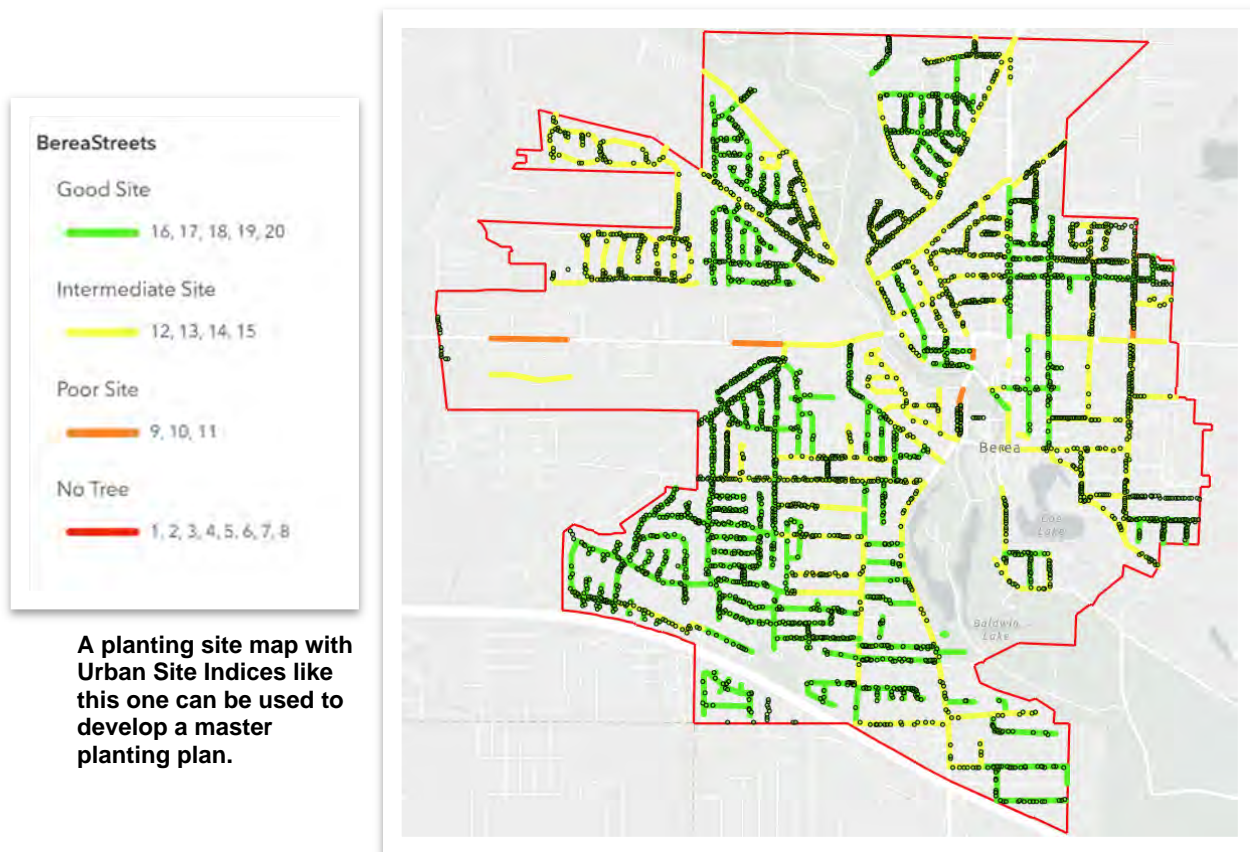 BereaStreets
Good Site
16, 17, 18, 19, 20
Intermediate Site
12, 13, 14, 15
Poor Site
9, 10, 11
No Tree
1, 2, 3, 4, 5, 6, 7, 8
A planting site map with
Urban Site Indices like
this one can be used to
develop a master
planting plan.
Berea
Coe
Lake
Baldwin
Lake